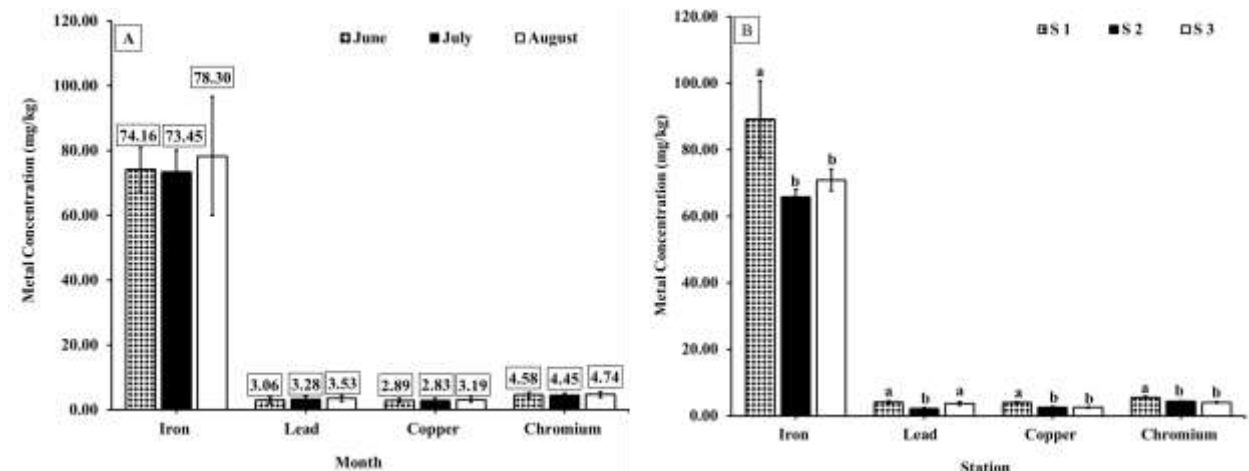 120.00
A
June July August
100.00
80.00
60.00
40.00
20.00
0.00
Metal Concentration (mg/kg)
74.16 73.45 78.30
3.06 3.28 3.53
2.89 2.83 3.19
4.58 4.45 4.74
Iron Lead Copper Chromium
Month
120.00
B
S 1 S 2 S 3
100.00
80.00
60.00
40.00
20.00
0.00
Metal Concentration (mg/kg)
a b b
a b a
a b b
a b b
Iron Lead Copper Chromium
Station